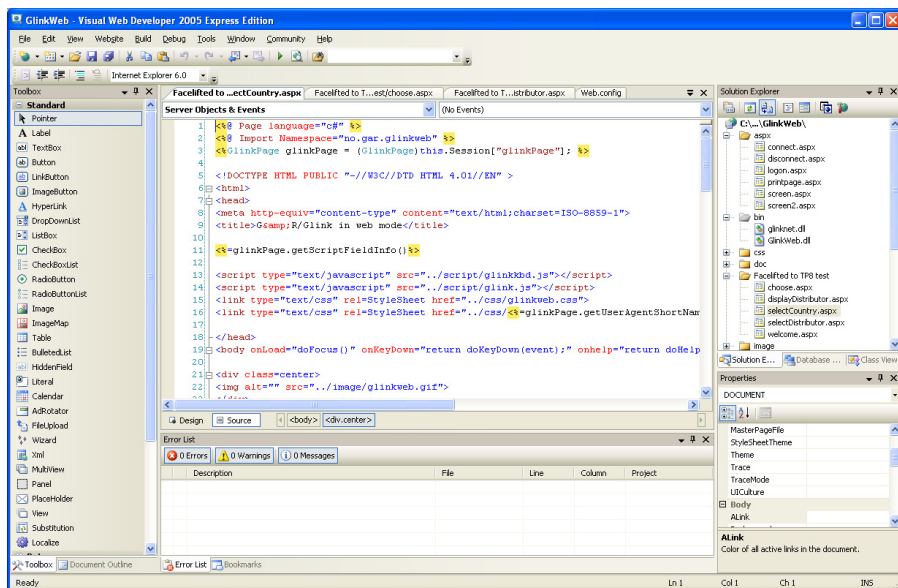 GlinkWeb - Visual Web Developer 2005 Express Edition
File Edit View Website Build Debug Tools Window Community Help
Internet Explorer 6.0
Toolbox
Standard
Pointer
Label
TextBox
Button
LinkButton
ImageButton
HyperLink
DropDownList
ListBox
CheckBox
CheckBoxList
RadioButton
RadioButtonList
Image
ImageMap
Table
BulletedList
HiddenField
Literal
Calendar
AdRotator
FileUpload
Wizard
Xml
MultiView
Panel
PlaceHolder
View
Substitution
Localize
Toolbox Document Outline
Facelifted to ...ectCountry.aspx Facelifted to T...est/choose.aspx Facelifted to T...istributor.aspx Web.config
Server Objects & Events (No Events)
1 <%@ Page language="c#" %>
2 <%@ Import Namespace="no.gar.glinkweb" %>
3 <%GlinkPage glinkPage = (GlinkPage)this.Session["glinkPage"]; %>
4
5 <!DOCTYPE HTML PUBLIC "-//W3C//DTD HTML 4.01//EN" >
6 <html>
7 <head>
8 <meta http-equiv="content-type" content="text/html;charset=ISO-8859-1">
9 <title>G&amp;R/Glink in web mode</title>
10
11 <%=glinkPage.getScriptFieldInfo()%>
12
13 <script type="text/javascript" src="../script/glinkkbd.js"></script>
14 <script type="text/javascript" src="../script/glink.js"></script>
15 <link type="text/css" rel=StyleSheet href="../css/glinkweb.css">
16 <link type="text/css" rel=StyleSheet href="../css/<%=glinkPage.getUserAgentShortNam
17
18 </head>
19 <body onLoad="doFocus()" onKeyDown="return doKeyDown(event);" onhelp="return doHelp
20
21 <div class=center>
22 <img alt="" src="../image/glinkweb.gif">
Design Source <body> <div.center>
Error List
0 Errors 0 Warnings 0 Messages
Description File Line Column Project
Error List Bookmarks
Solution Explorer
C:\...\GlinkWeb\
aspx
connect.aspx
disconnect.aspx
logon.aspx
printpage.aspx
screen.aspx
screen2.aspx
bin
glinknet.dll
GlinkWeb.dll
css
doc
Facelifted to TP8 test
choose.aspx
displayDistributor.aspx
selectCountry.aspx
selectDistributor.aspx
welcome.aspx
image
Solution E... Database ... Class View
Properties
DOCUMENT
MasterPageFile
StyleSheetTheme
Theme
Trace
TraceMode
UICulture
Body
ALink
ALink
Color of all active links in the document.
Ready Ln 1 Col 1 Ch 1 INS